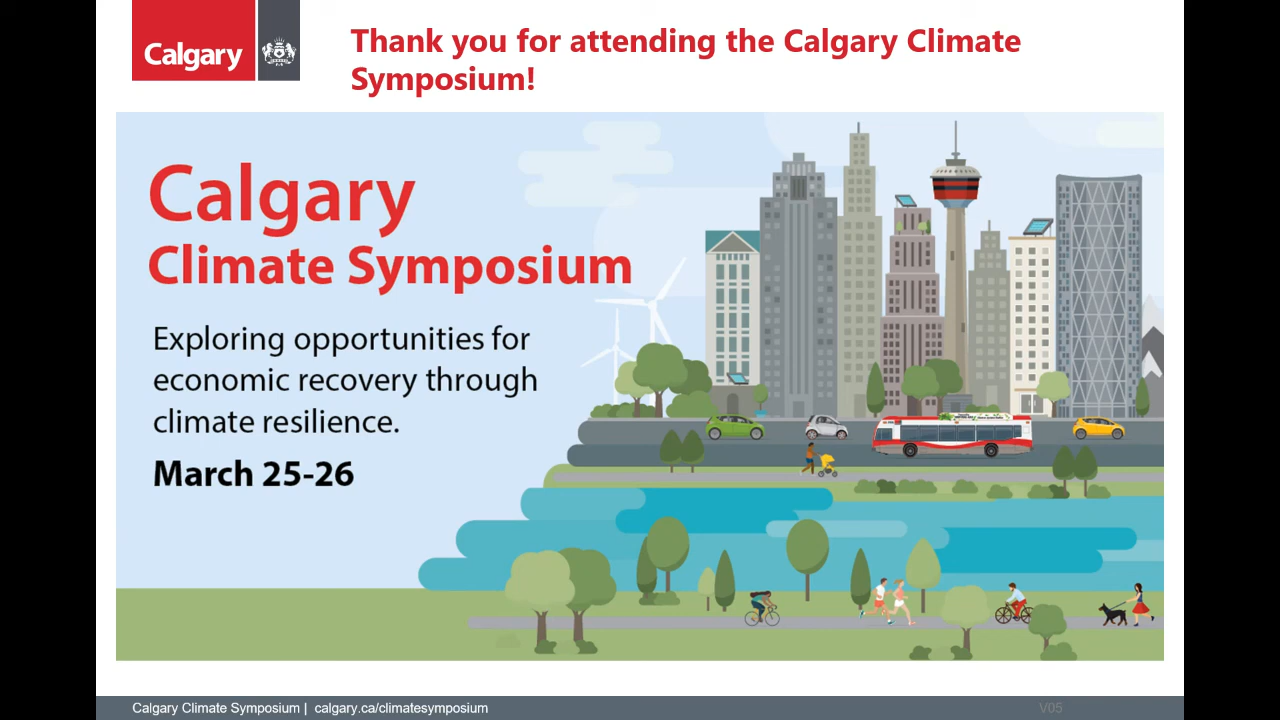 Calgary
Thank you for attending the Calgary Climate
Symposium!
Calgary
Climate Symposium
Exploring opportunities for
economic recovery through
climate resilience.
March 25-26
Calgary Climate Symposium | calgary.ca/climatesymposium
V05